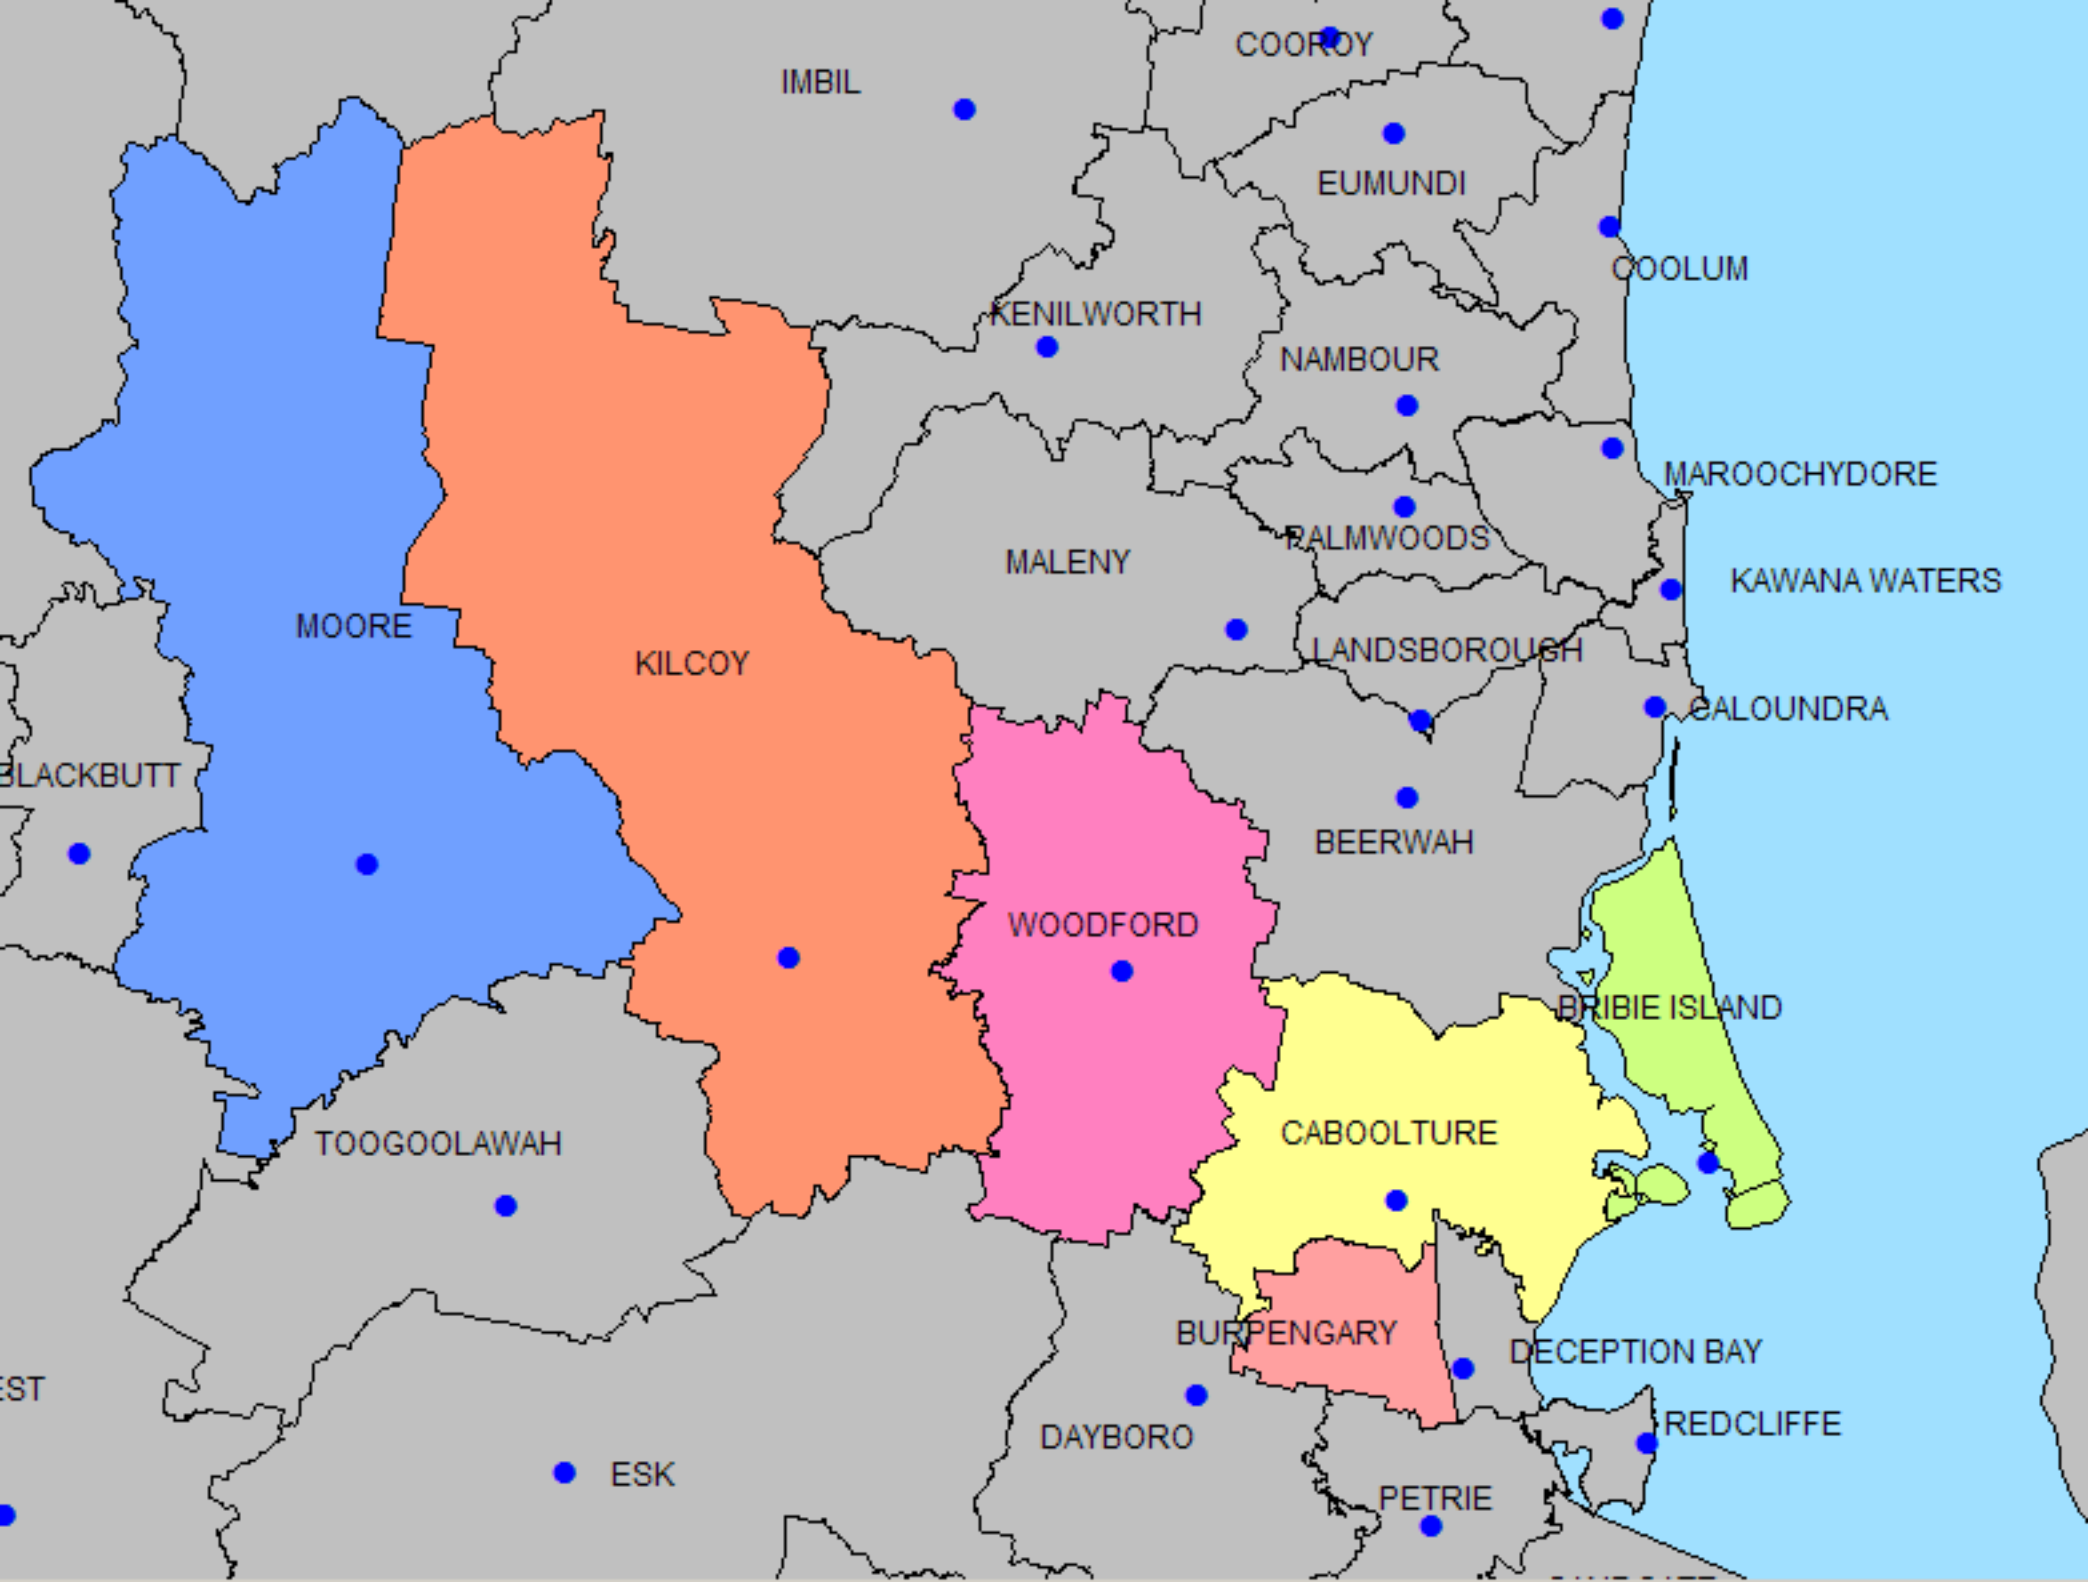 COOROY
IMBIL
EUMUNDI
COOLUM
KENILWORTH
NAMBOUR
MAROOCHYDORE
PALMWOODS
MALENY
KAWANA WATERS
MOORE
LANDSBOROUGH
KILCOY
CALOUNDRA
BLACKBUTT
BEERWAH
WOODFORD
BRIBIE ISLAND
CABOOLTURE
TOOGOOLAWAH
BURPENGARY
DECEPTION BAY
EST
REDCLIFFE
DAYBORO
ESK
PETRIE